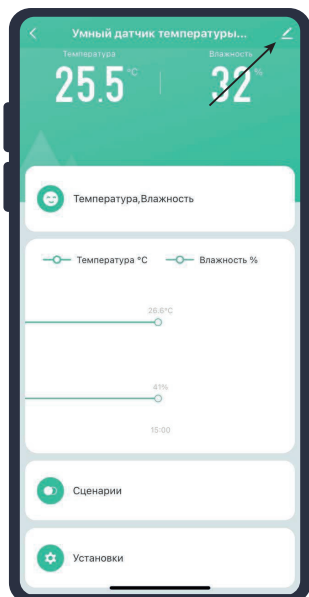 Умный датчик температуры...
Температура Влажность
25.5 °C 32 %
Температура,Влажность
Температура °C Влажность %
26.6°C
41%
15:00
Сценарии
Установки